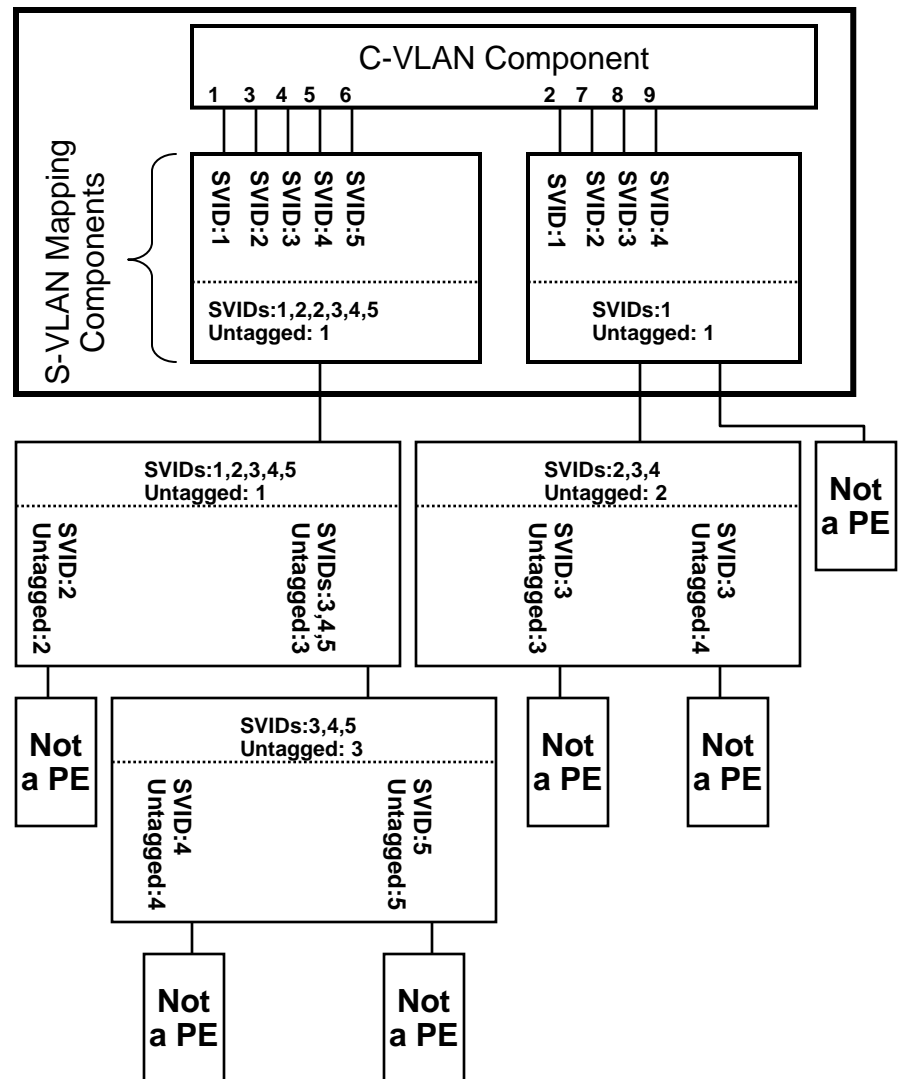 C-VLAN Component
1 3 4 5 6 2 7 8 9
S-VLAN Mapping
Components
SVID:1
SVID:2
SVID:3
SVID:4
SVID:5
SVID:1
SVID:2
SVID:3
SVID:4
SVIDs:1,2,2,3,4,5
Untagged: 1
SVIDs:1
Untagged: 1
SVIDs:1,2,3,4,5
Untagged: 1
SVIDs:2,3,4
Untagged: 2
Not
a PE
SVID:2
Untagged:2
SVIDs:3,4,5
Untagged:3
SVID:3
Untagged:3
SVID:3
Untagged:4
Not
a PE
SVIDs:3,4,5
Untagged: 3
Not
a PE
Not
a PE
SVID:4
Untagged:4
SVID:5
Untagged:5
Not
a PE
Not
a PE